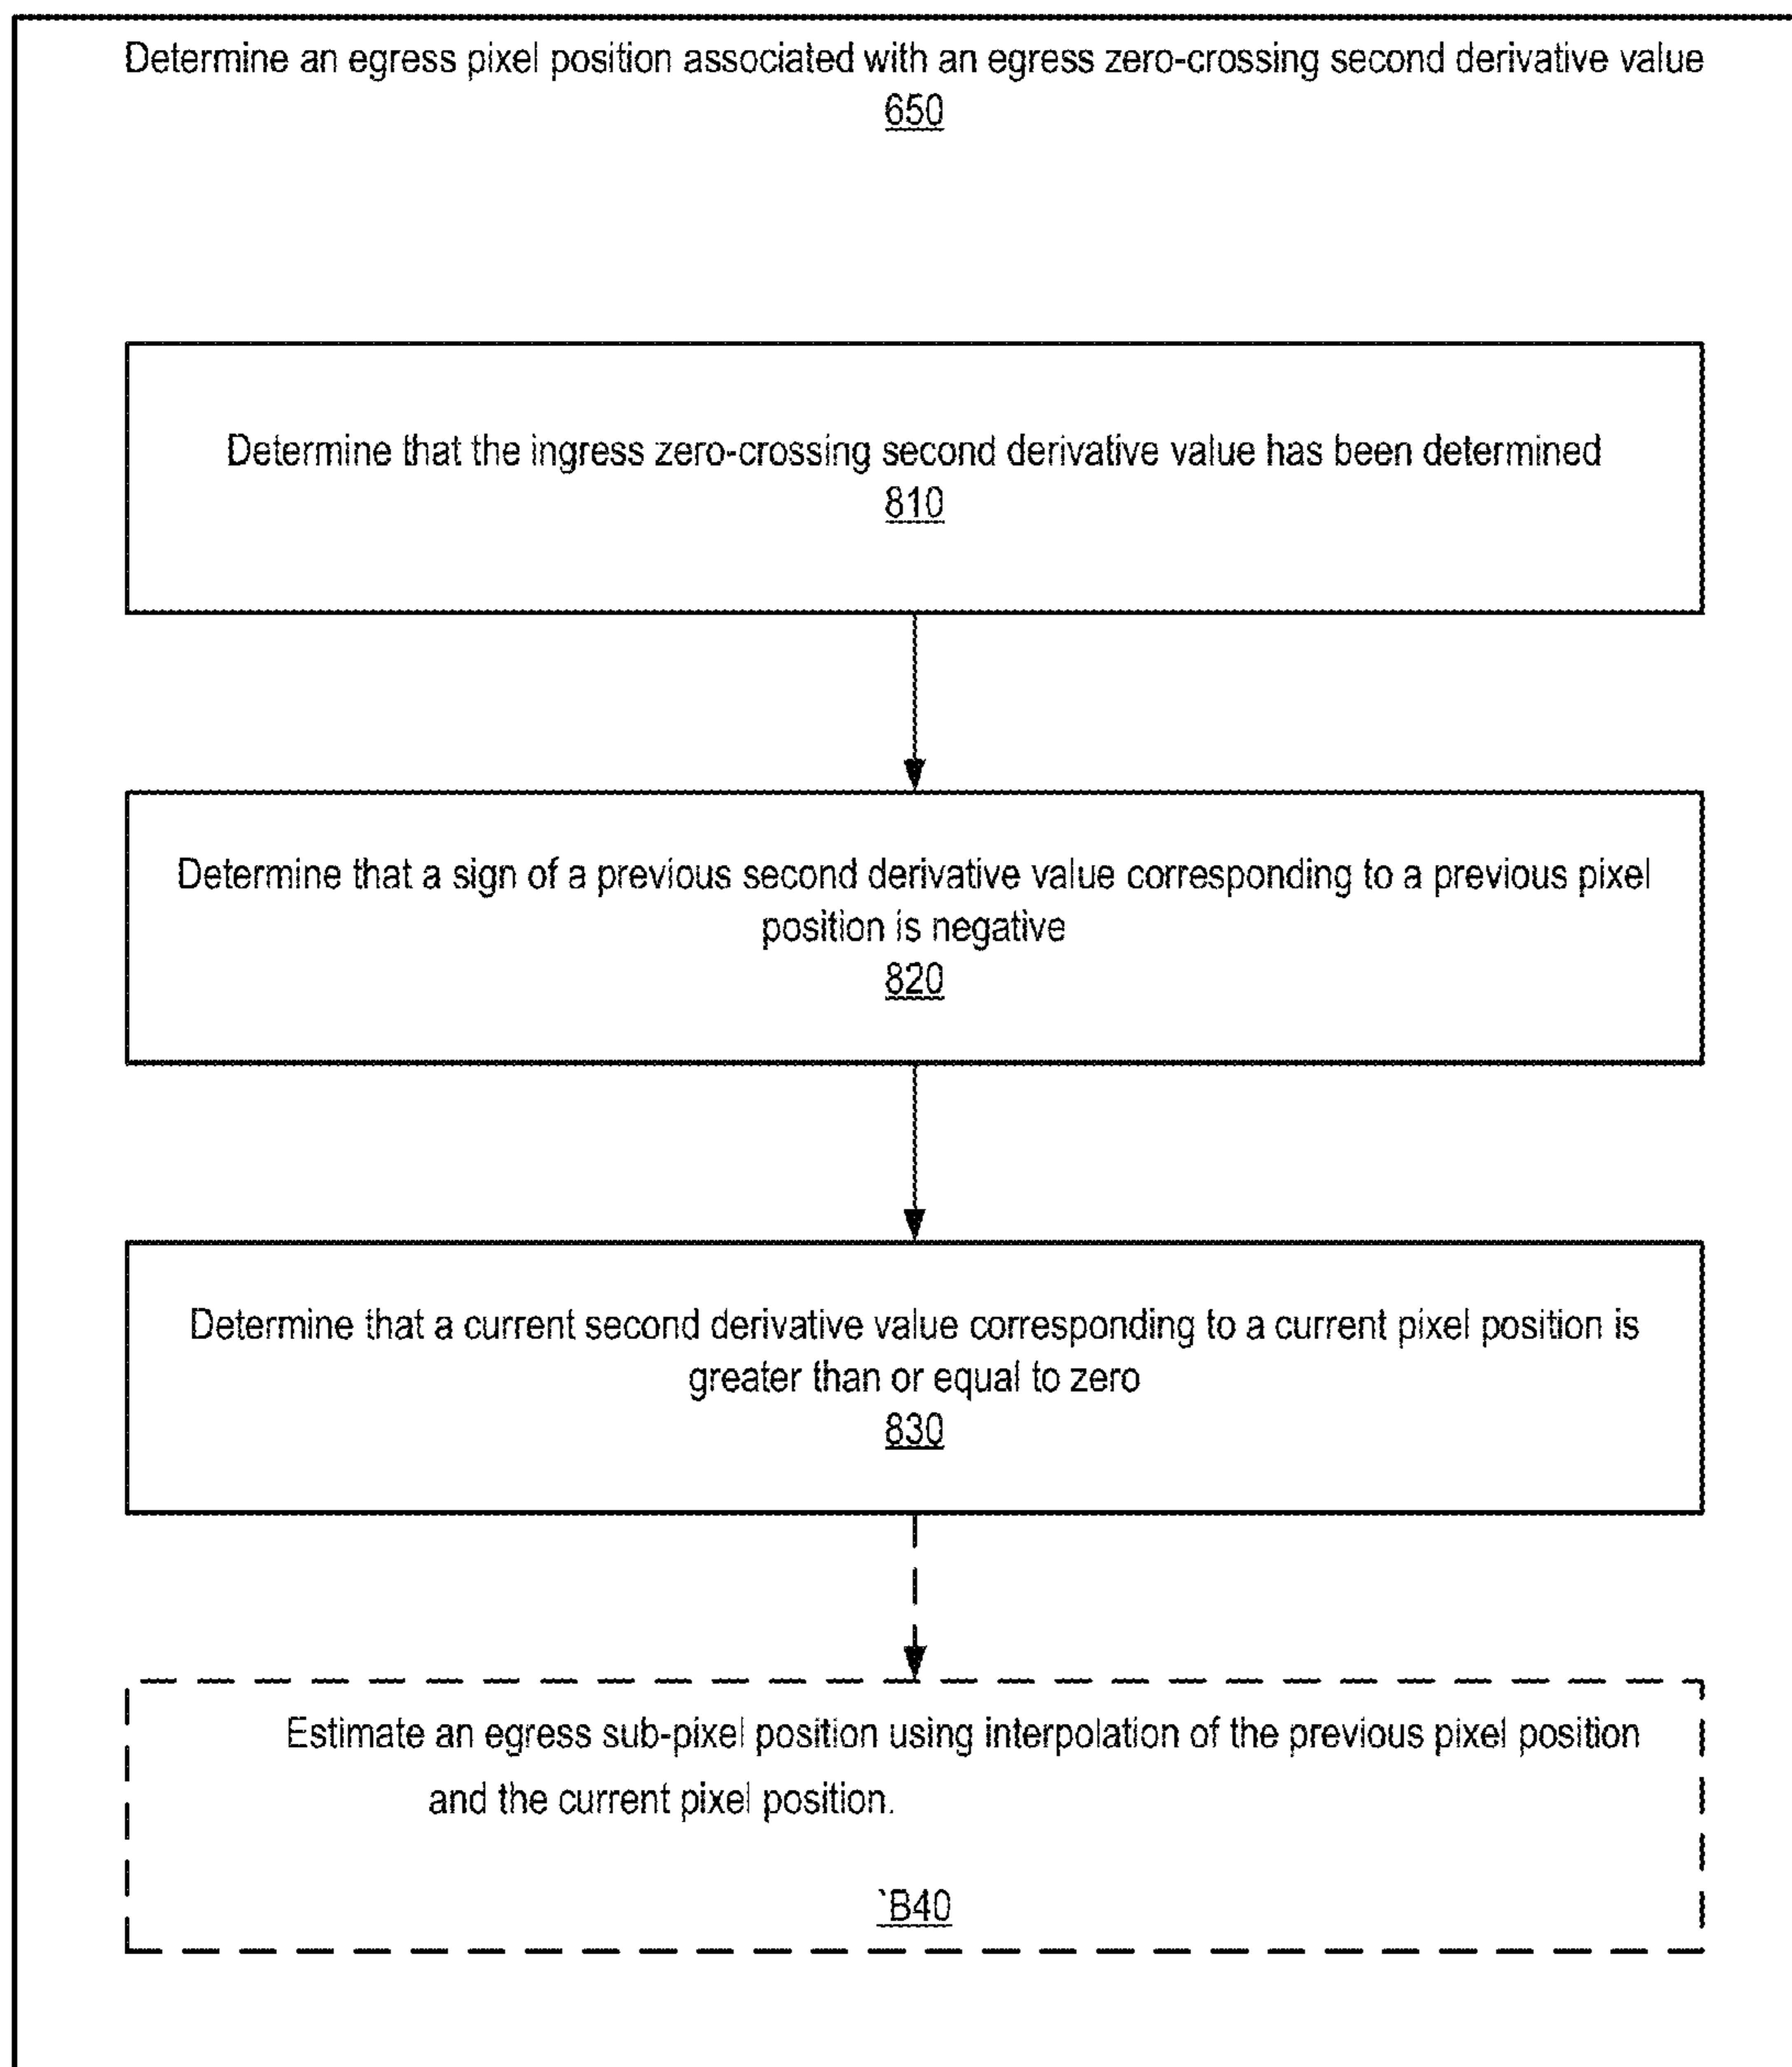 Determine an egress pixel position associated with an egress zero-crossing second derivative value
650
Determine that the ingress zero-crossing second derivative value has been determined
810
Determine that a sign of a previous second derivative value corresponding to a previous pixel
position is negative
820
Determine that a current second derivative value corresponding to a current pixel position is
greater than or equal to zero
830
Estimate an egress sub-pixel position using interpolation of the previous pixel position
and the current pixel position.
`B40